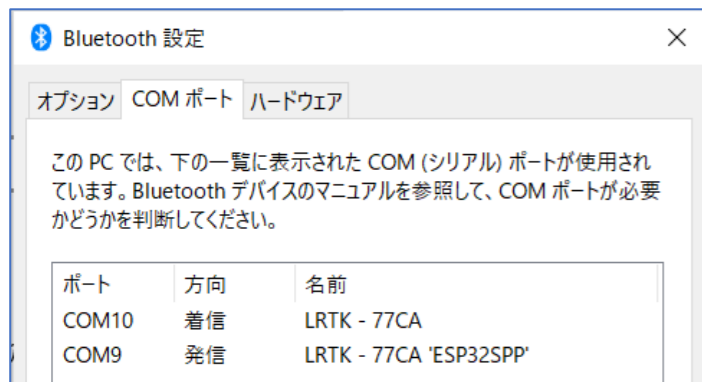 Bluetooth 設定
オプション COM ポート ハードウェア
この PC では、下の一覧に表示された COM (シリアル) ポートが使用され
ています。Bluetooth デバイスのマニュアルを参照して、COM ポートが必要
かどうかを判断してください。
ポート 方向 名前
COM10 着信 LRTK - 77CA
COM9 発信 LRTK - 77CA 'ESP32SPP'